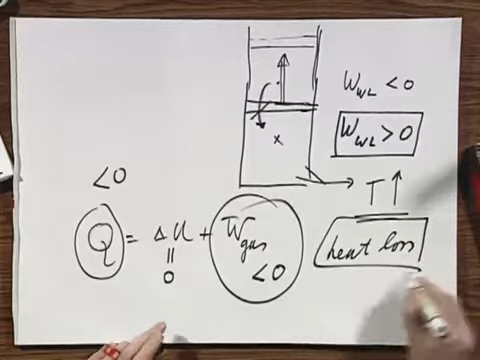 W_WL < 0
W_WL > 0
x
T ↑
< 0
Q = ΔU + W_gas
= 0
< 0
heat loss